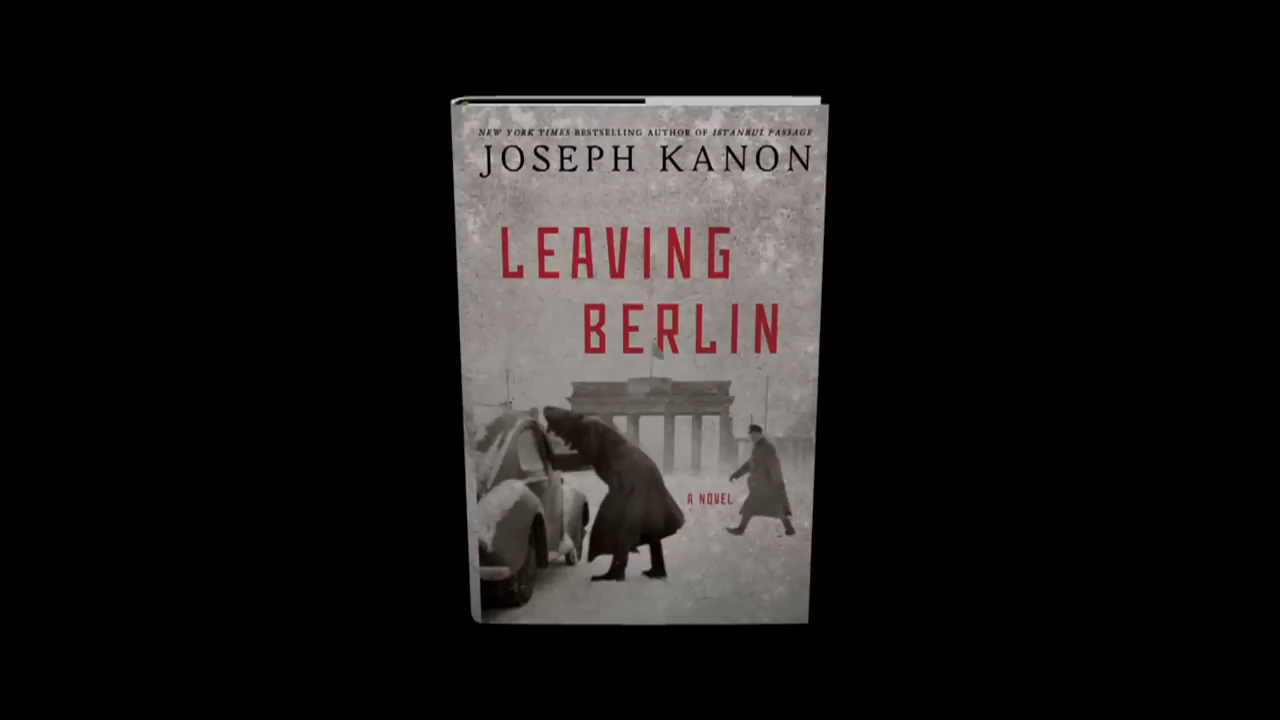 NEW YORK TIMES BESTSELLING AUTHOR OF ISTANBUL PASSAGE
JOSEPH KANON
LEAVING
BERLIN
A NOVEL